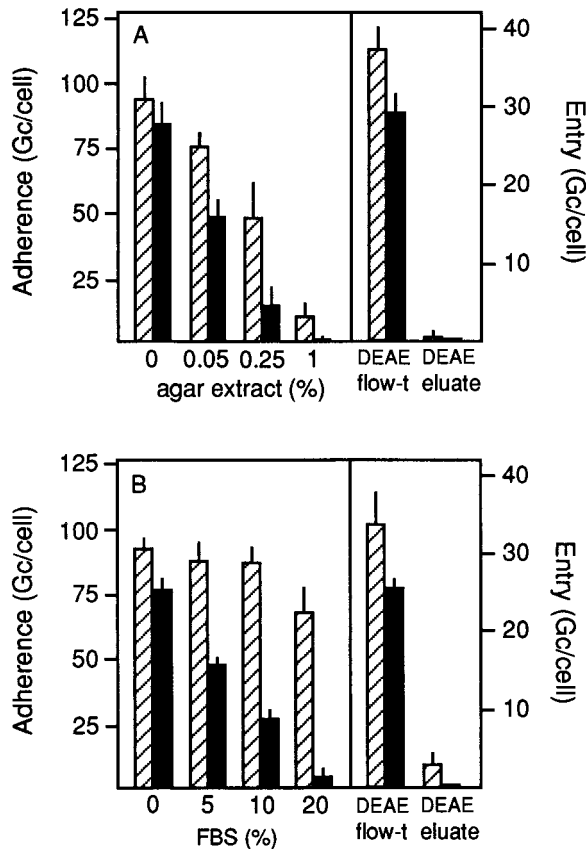 A
Adherence (Gc/cell)
125
100
75
50
25
0 0.05 0.25 1
agar extract (%)
DEAE DEAE
flow-t eluate
40
30
20
10
Entry (Gc/cell)
B
Adherence (Gc/cell)
125
100
75
50
25
0 5 10 20
FBS (%)
DEAE DEAE
flow-t eluate
40
30
20
10
Entry (Gc/cell)